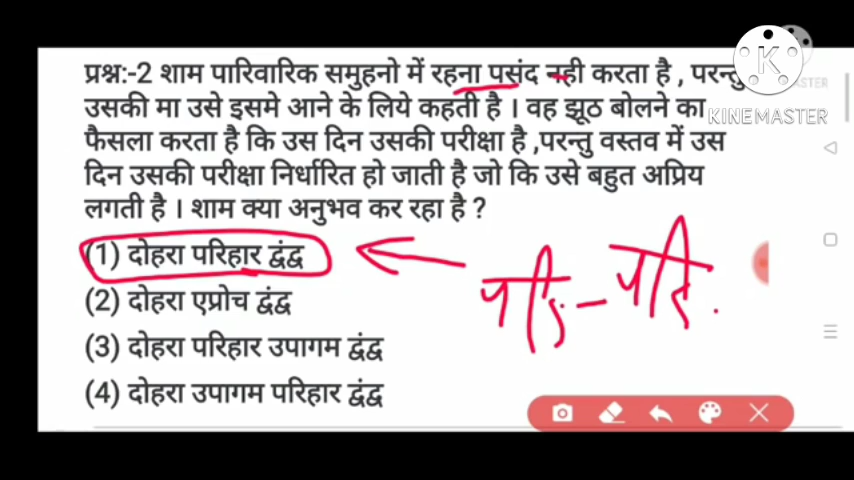 प्रश्न:-2 शाम पारिवारिक समुहनो में रहना पसंद नही करता है , परन्तु
उसकी मा उसे इसमे आने के लिये कहती है । वह झूठ बोलने का
फैसला करता है कि उस दिन उसकी परीक्षा है ,परन्तु वस्तव में उस
दिन उसकी परीक्षा निर्धारित हो जाती है जो कि उसे बहुत अप्रिय
लगती है । शाम क्या अनुभव कर रहा है ?
(1) दोहरा परिहार द्वंद्व
(2) दोहरा एप्रोच द्वंद्व
(3) दोहरा परिहार उपागम द्वंद्व
(4) दोहरा उपागम परिहार द्वंद्व
KINEMASTER